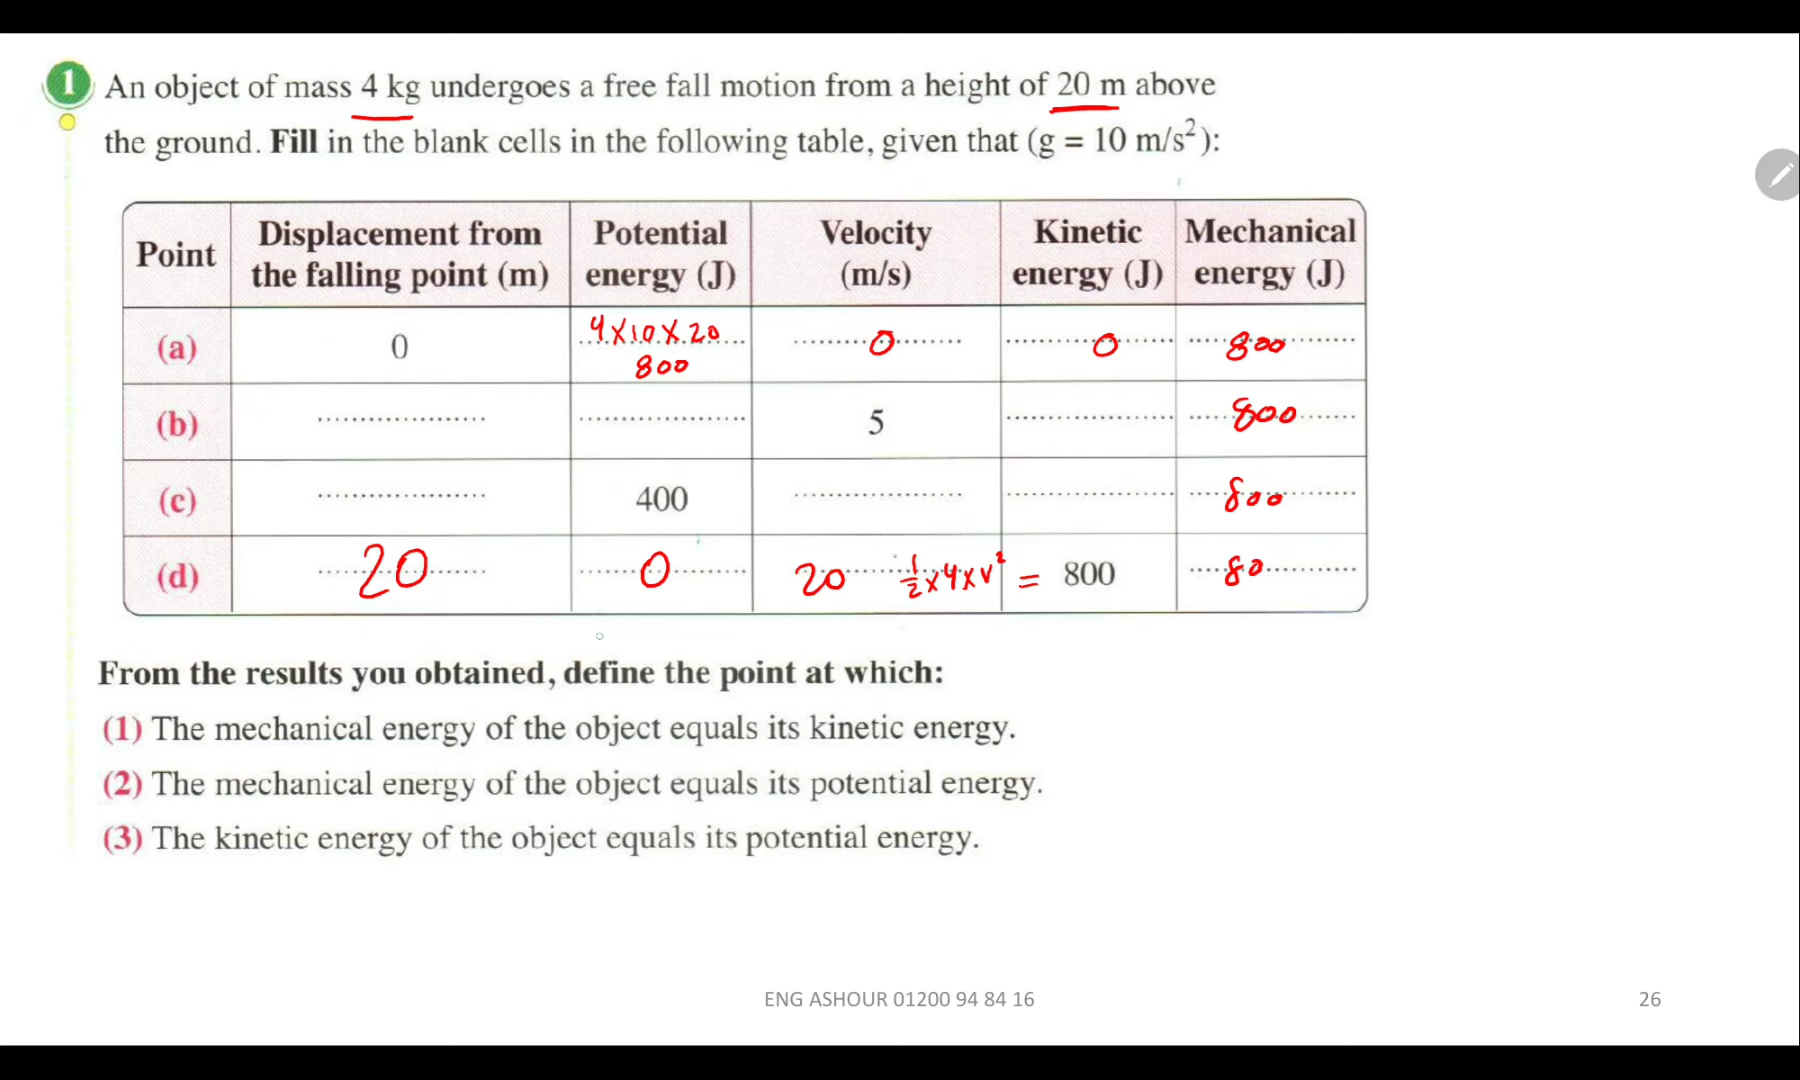 1 An object of mass 4 kg undergoes a free fall motion from a height of 20 m above
the ground. Fill in the blank cells in the following table, given that (g = 10 m/s²):
Point Displacement from the falling point (m) Potential energy (J) Velocity (m/s) Kinetic energy (J) Mechanical energy (J)
(a) 0 4×10×20 800 0 0 800
(b) .................... .................... 5 .................... 800
(c) .................... 400 .................... .................... 800
(d) 20 0 20 ½×4×v² = 800 80
From the results you obtained, define the point at which:
(1) The mechanical energy of the object equals its kinetic energy.
(2) The mechanical energy of the object equals its potential energy.
(3) The kinetic energy of the object equals its potential energy.
ENG ASHOUR 01200 94 84 16 26